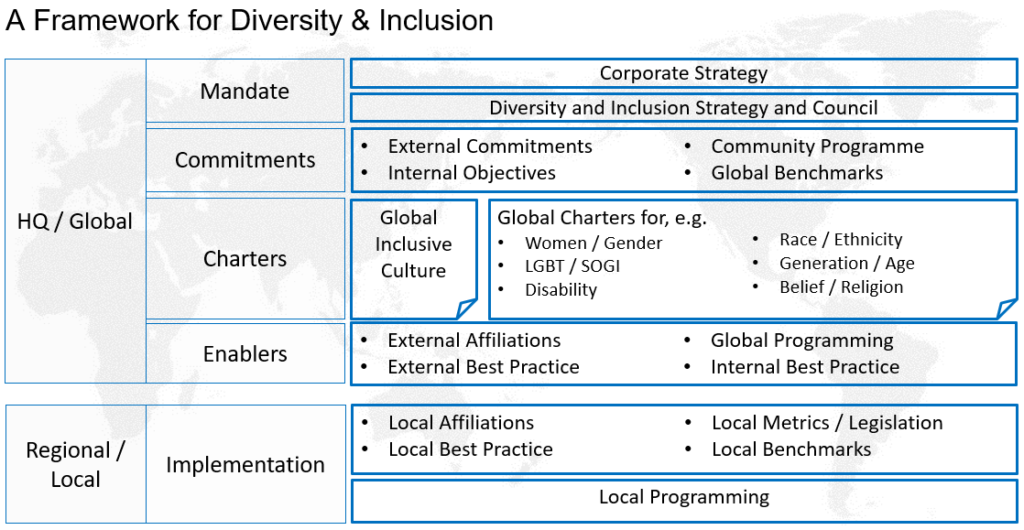 A Framework for Diversity & Inclusion
HQ / Global
Mandate
Corporate Strategy
Diversity and Inclusion Strategy and Council
Commitments
• External Commitments
• Internal Objectives
• Community Programme
• Global Benchmarks
Charters
Global
Inclusive
Culture
Global Charters for, e.g.
• Women / Gender
• LGBT / SOGI
• Disability
• Race / Ethnicity
• Generation / Age
• Belief / Religion
Enablers
• External Affiliations
• External Best Practice
• Global Programming
• Internal Best Practice
Regional /
Local
Implementation
• Local Affiliations
• Local Best Practice
• Local Metrics / Legislation
• Local Benchmarks
Local Programming